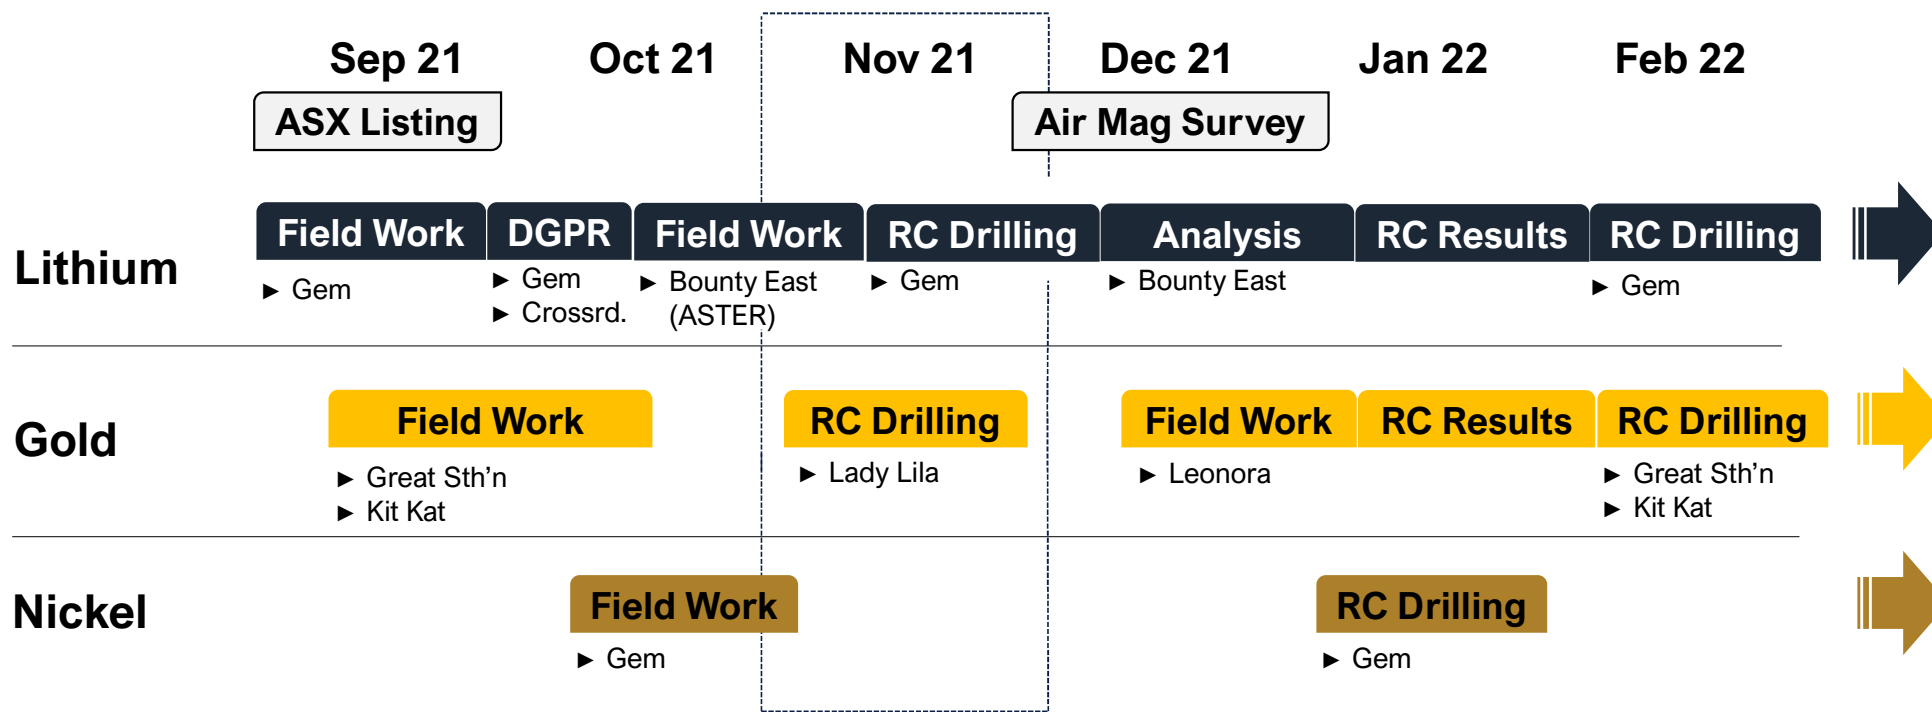 Sep 21 Oct 21 Nov 21 Dec 21 Jan 22 Feb 22
ASX Listing Air Mag Survey
Lithium
Field Work DGPR Field Work RC Drilling Analysis RC Results RC Drilling
► Gem
► Gem
► Crossrd.
► Bounty East
(ASTER)
► Gem
► Bounty East
► Gem
Gold
Field Work RC Drilling Field Work RC Results RC Drilling
► Great Sth’n
► Kit Kat
► Lady Lila
► Leonora
► Great Sth’n
► Kit Kat
Nickel
Field Work RC Drilling
► Gem
► Gem